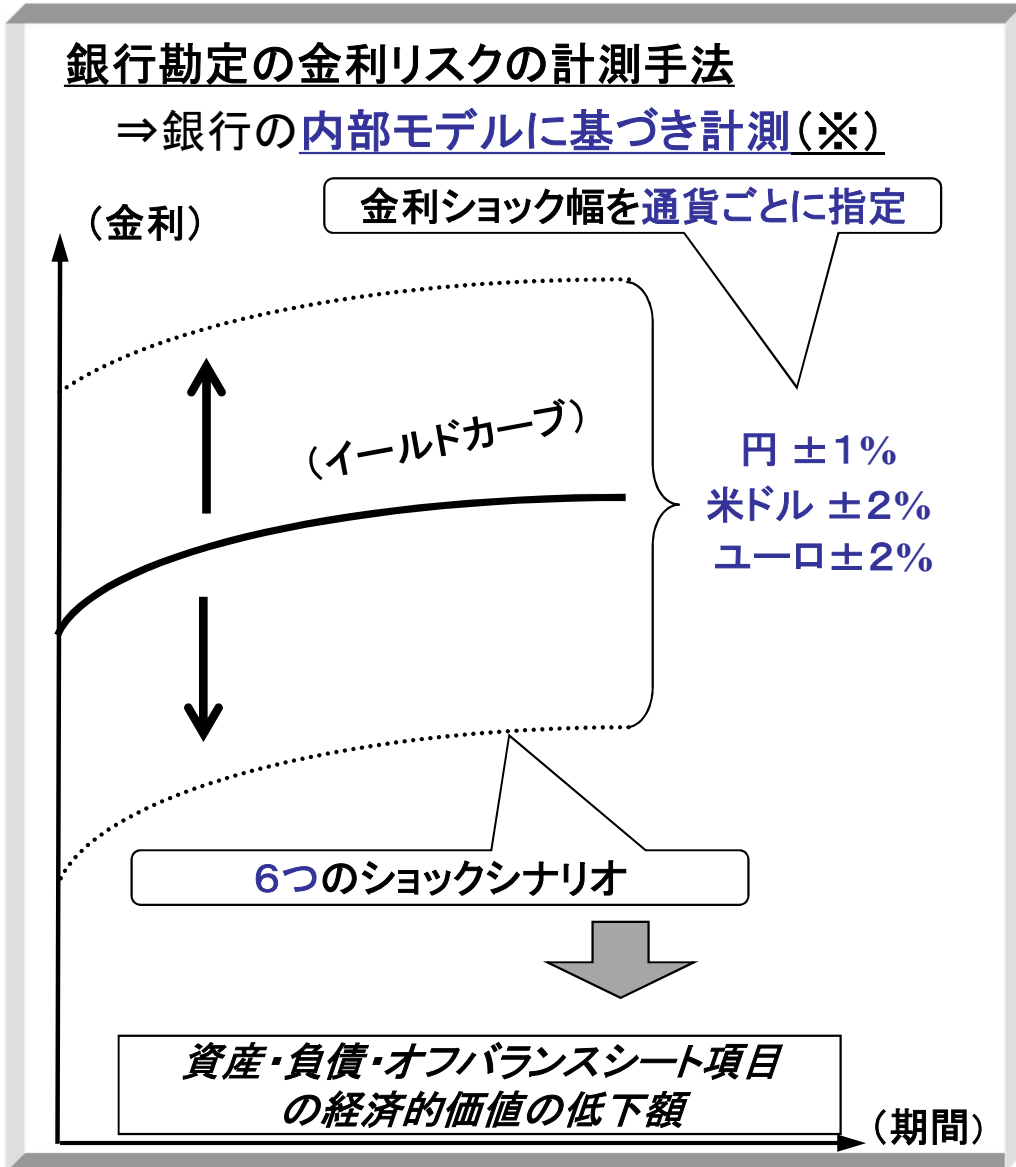 銀行勘定の金利リスクの計測手法
⇒銀行の内部モデルに基づき計測(※)
金利ショック幅を通貨ごとに指定
(金利)
(イールドカーブ)
円 ±1%
米ドル ±2%
ユーロ±2%
6つのショックシナリオ
資産・負債・オフバランスシート項目
の経済的価値の低下額
(期間)